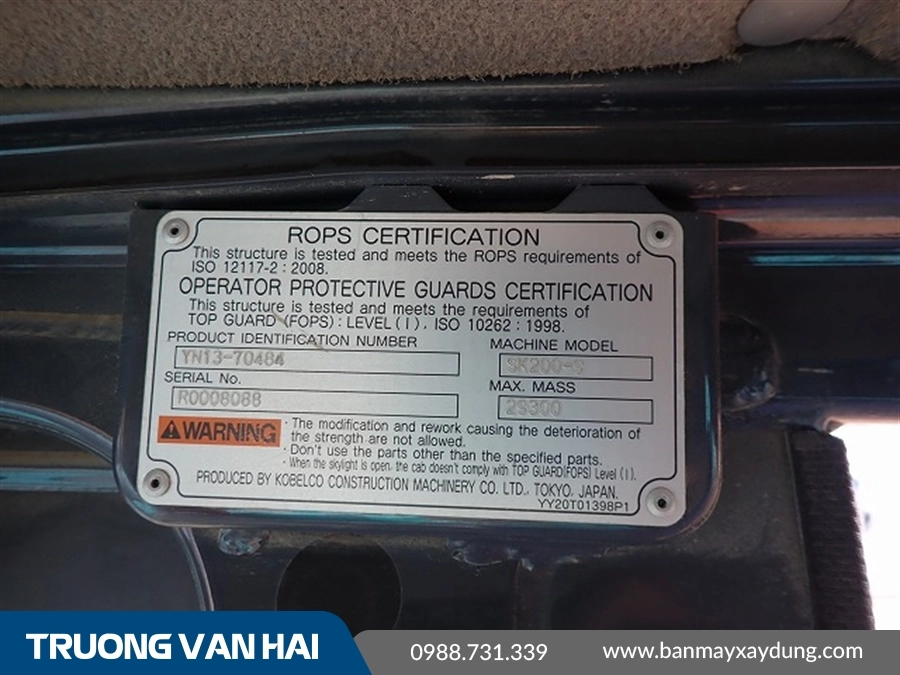 ROPS CERTIFICATION
This structure is tested and meets the ROPS requirements of
ISO 12117-2 : 2008.
OPERATOR PROTECTIVE GUARDS CERTIFICATION
This structure is tested and meets the requirements of
TOP GUARD (FOPS) : LEVEL (I), ISO 10262 : 1998.
PRODUCT IDENTIFICATION NUMBER
YN13-70484
MACHINE MODEL
SERIAL No.
R0008088
MAX. MASS
WARNING
· The modification and rework causing the deterioration of
the strength are not allowed.
· Don't use the parts other than the specified parts.
· When the skylight is open, the cab doesn't comply with TOP GUARD(FOPS) Level (I).
PRODUCED BY KOBELCO CONSTRUCTION MACHINERY CO. LTD., TOKYO, JAPAN.
YY20T01398P1
TRUONG VAN HAI
0988.731.339
www.banmayxaydung.com